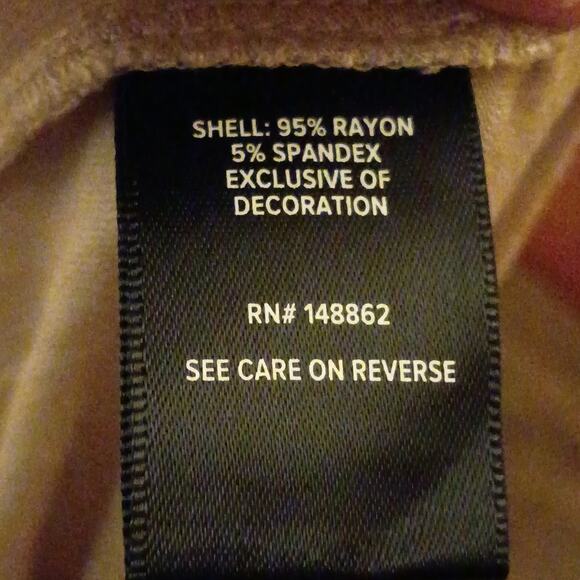 SHELL: 95% RAYON
5% SPANDEX
EXCLUSIVE OF
DECORATION
RN# 148862
SEE CARE ON REVERSE